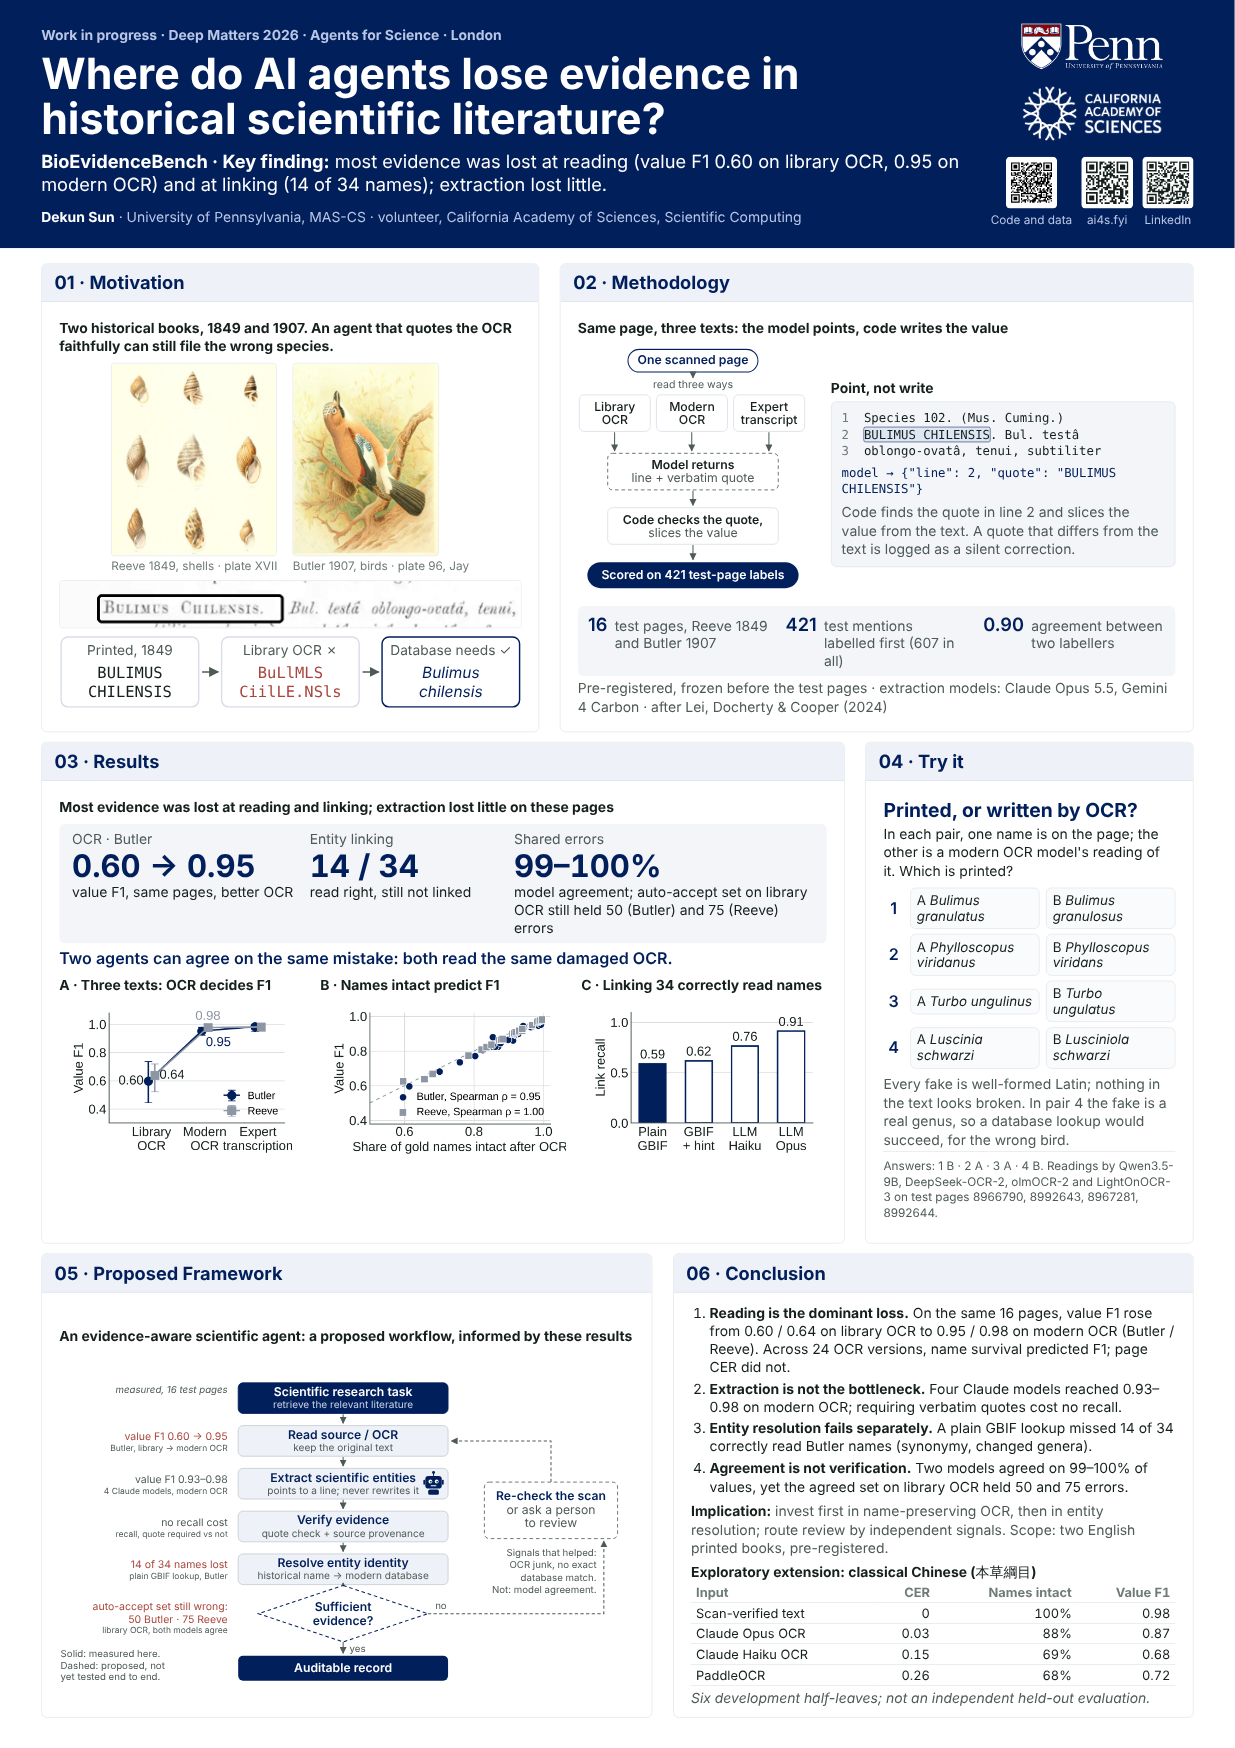 Work in progress · Deep Matters 2026 · Agents for Science · London
Where do AI agents lose evidence in
historical scientific literature?
BioEvidenceBench · Key finding: most evidence was lost at reading (value F1 0.60 on library OCR, 0.95 on
modern OCR) and at linking (14 of 34 names); extraction lost little.
Dekun Sun · University of Pennsylvania, MAS-CS · volunteer, California Academy of Sciences, Scientific Computing
Penn
UNIVERSITY of PENNSYLVANIA
CALIFORNIA
ACADEMY OF
SCIENCES
Code and data
ai4s.fyi
LinkedIn
01 · Motivation
Two historical books, 1849 and 1907. An agent that quotes the OCR
faithfully can still file the wrong species.
Reeve 1849, shells · plate XVII
Butler 1907, birds · plate 96, Jay
BULIMUS CHILENSIS. Bul. testâ oblongo-ovatâ, tenui,
Printed, 1849
BULIMUS
CHILENSIS
Library OCR ×
BuLlMLS
CiilLE.NSls
Database needs ✓
Bulimus
chilensis
02 · Methodology
Same page, three texts: the model points, code writes the value
One scanned page
read three ways
Library
OCR
Modern
OCR
Expert
transcript
Model returns
line + verbatim quote
Code checks the quote,
slices the value
Scored on 421 test-page labels
Point, not write
1 Species 102. (Mus. Cuming.)
2 BULIMUS CHILENSIS. Bul. testâ
3 oblongo-ovatâ, tenui, subtiliter
model → {"line": 2, "quote": "BULIMUS
CHILENSIS"}
Code finds the quote in line 2 and slices the
value from the text. A quote that differs from the
text is logged as a silent correction.
16 test pages, Reeve 1849
and Butler 1907
421 test mentions
labelled first (607 in
all)
0.90 agreement between
two labellers
Pre-registered, frozen before the test pages · extraction models: Claude Opus 5.5, Gemini
4 Carbon · after Lei, Docherty & Cooper (2024)
03 · Results
Most evidence was lost at reading and linking; extraction lost little on these pages
OCR · Butler
0.60 → 0.95
value F1, same pages, better OCR
Entity linking
14 / 34
read right, still not linked
Shared errors
99–100%
model agreement; auto-accept set on library
OCR still held 50 (Butler) and 75 (Reeve)
errors
Two agents can agree on the same mistake: both read the same damaged OCR.
A · Three texts: OCR decides F1
Value F1
1.0
0.8
0.6
0.4
0.98
0.95
0.60
0.64
Butler
Reeve
Library
OCR
Modern
OCR
Expert
transcription
B · Names intact predict F1
Value F1
1.0
0.8
0.6
0.4
Butler, Spearman ρ = 0.95
Reeve, Spearman ρ = 1.00
0.6 0.8 1.0
Share of gold names intact after OCR
C · Linking 34 correctly read names
Link recall
1.0
0.5
0.0
0.59
0.62
0.76
0.91
Plain
GBIF
GBIF
+ hint
LLM
Haiku
LLM
Opus
04 · Try it
Printed, or written by OCR?
In each pair, one name is on the page; the
other is a modern OCR model's reading of
it. Which is printed?
1
A Bulimus
granulatus
B Bulimus
granulosus
2
A Phylloscopus
viridanus
B Phylloscopus
viridans
3
A Turbo ungulinus
B Turbo
ungulatus
4
A Luscinia
schwarzi
B Lusciniola
schwarzi
Every fake is well-formed Latin; nothing in
the text looks broken. In pair 4 the fake is a
real genus, so a database lookup would
succeed, for the wrong bird.
Answers: 1 B · 2 A · 3 A · 4 B. Readings by Qwen3.5-
9B, DeepSeek-OCR-2, olmOCR-2 and LightOnOCR-
3 on test pages 8966790, 8992643, 8967281,
8992644.
05 · Proposed Framework
An evidence-aware scientific agent: a proposed workflow, informed by these results
measured, 16 test pages
Scientific research task
retrieve the relevant literature
value F1 0.60 → 0.95
Butler, library → modern OCR
Read source / OCR
keep the original text
value F1 0.93–0.98
4 Claude models, modern OCR
Extract scientific entities
points to a line; never rewrites it
no recall cost
recall, quote required vs not
Verify evidence
quote check + source provenance
14 of 34 names lost
plain GBIF lookup, Butler
Resolve entity identity
historical name → modern database
auto-accept set still wrong:
50 Butler · 75 Reeve
library OCR, both models agree
Sufficient
evidence?
no
yes
Re-check the scan
or ask a person
to review
Signals that helped:
OCR junk, no exact
database match.
Not: model agreement.
Solid: measured here.
Dashed: proposed, not
yet tested end to end.
Auditable record
06 · Conclusion
1. Reading is the dominant loss. On the same 16 pages, value F1 rose
from 0.60 / 0.64 on library OCR to 0.95 / 0.98 on modern OCR (Butler /
Reeve). Across 24 OCR versions, name survival predicted F1; page
CER did not.
2. Extraction is not the bottleneck. Four Claude models reached 0.93–
0.98 on modern OCR; requiring verbatim quotes cost no recall.
3. Entity resolution fails separately. A plain GBIF lookup missed 14 of 34
correctly read Butler names (synonymy, changed genera).
4. Agreement is not verification. Two models agreed on 99–100% of
values, yet the agreed set on library OCR held 50 and 75 errors.
Implication: invest first in name-preserving OCR, then in entity
resolution; route review by independent signals. Scope: two English
printed books, pre-registered.
Exploratory extension: classical Chinese (本草綱目)
Input CER Names intact Value F1
Scan-verified text 0 100% 0.98
Claude Opus OCR 0.03 88% 0.87
Claude Haiku OCR 0.15 69% 0.68
PaddleOCR 0.26 68% 0.72
Six development half-leaves; not an independent held-out evaluation.